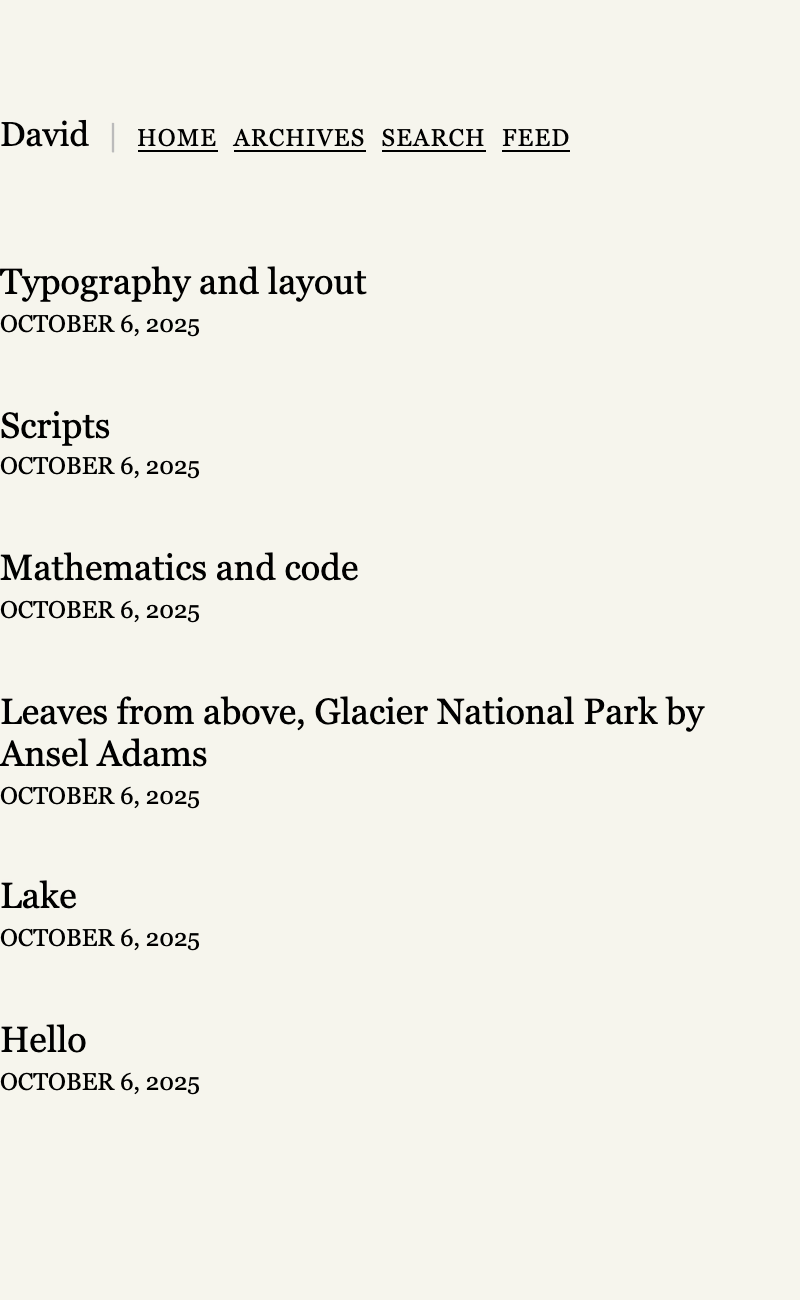 David | HOME ARCHIVES SEARCH FEED
Typography and layout
OCTOBER 6, 2025
Scripts
OCTOBER 6, 2025
Mathematics and code
OCTOBER 6, 2025
Leaves from above, Glacier National Park by
Ansel Adams
OCTOBER 6, 2025
Lake
OCTOBER 6, 2025
Hello
OCTOBER 6, 2025